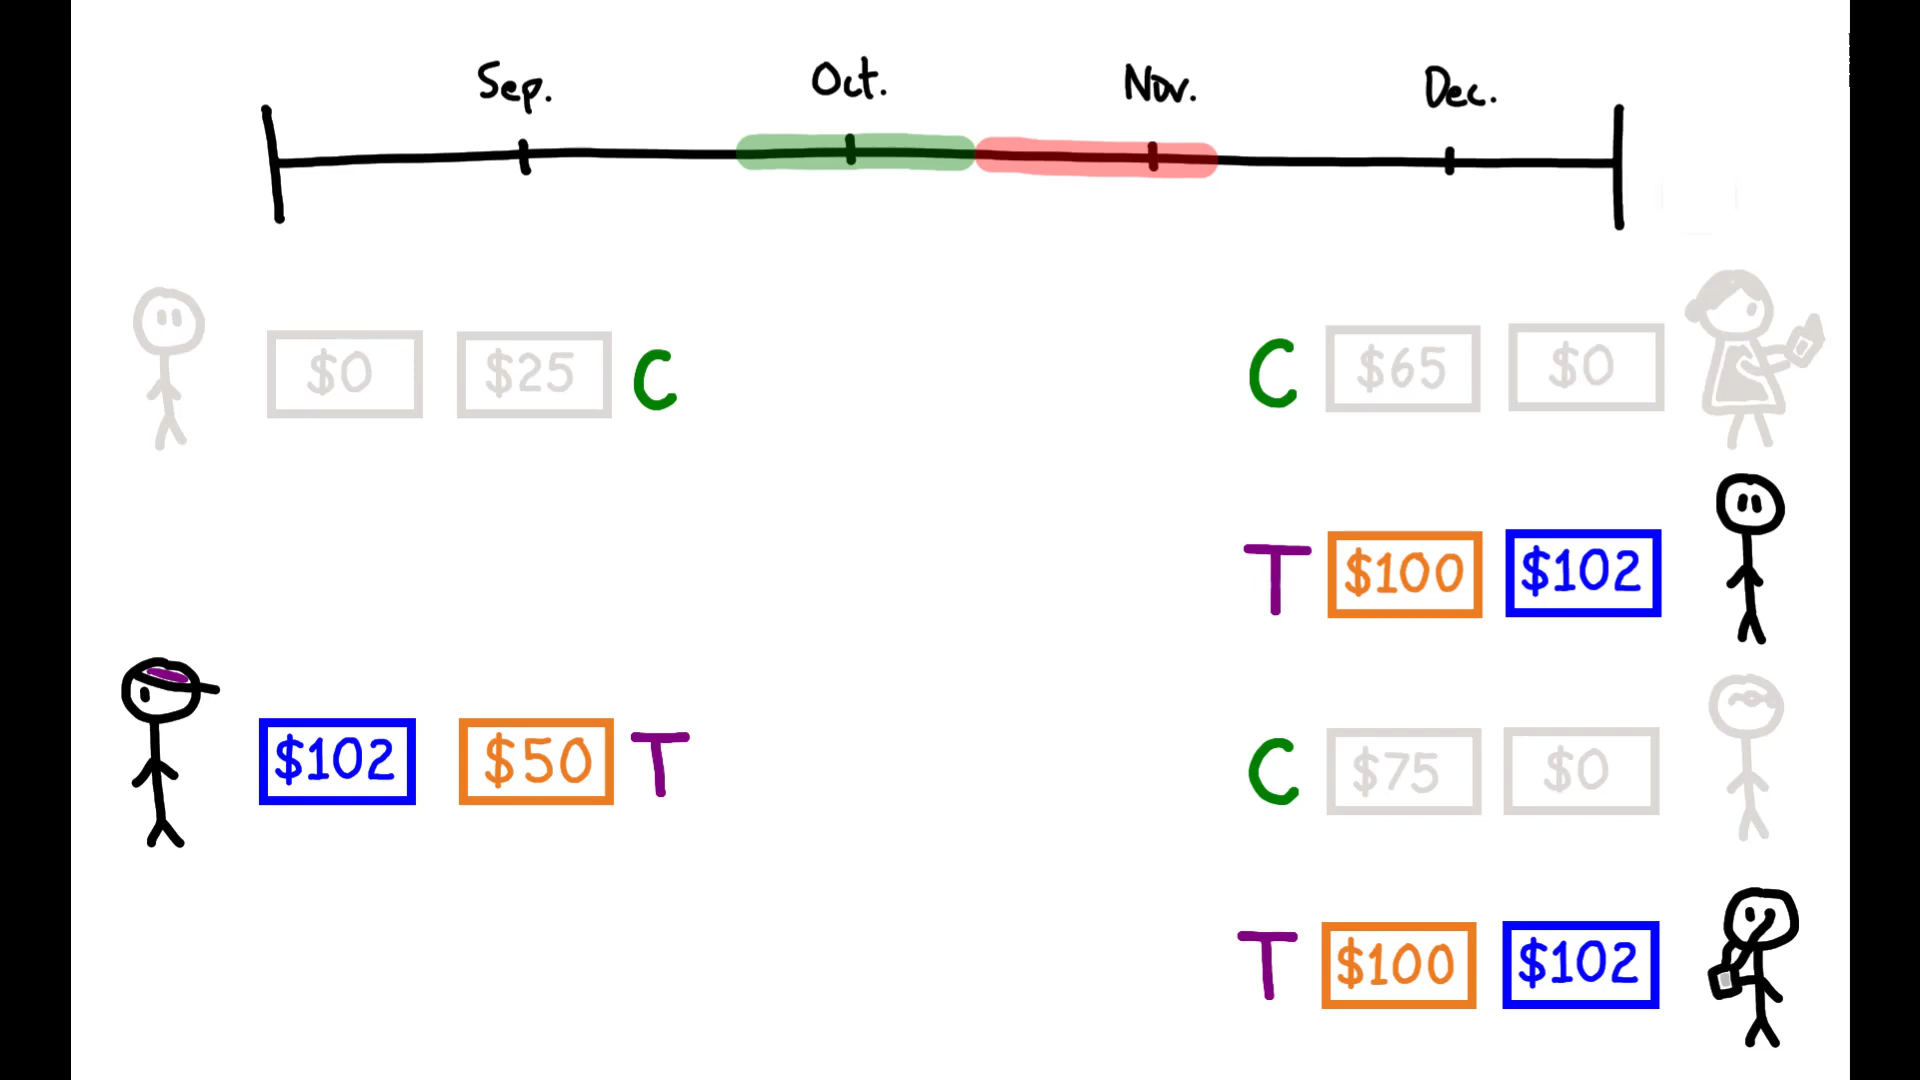 Sep. Oct. Nov. Dec.
$0 $25 C C $65 $0
T $100 $102
$102 $50 T C $75 $0
T $100 $102